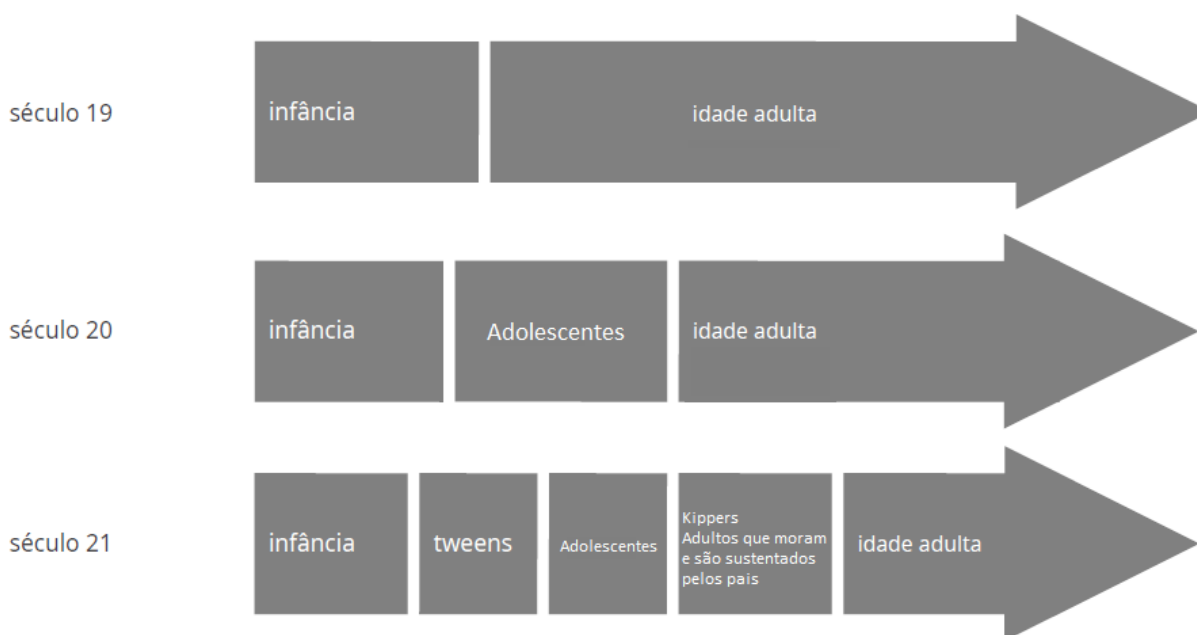 século 19
infância
idade adulta
século 20
infância
Adolescentes
idade adulta
século 21
infância
tweens
Adolescentes
Kippers
Adultos que moram
e são sustentados
pelos pais
idade adulta